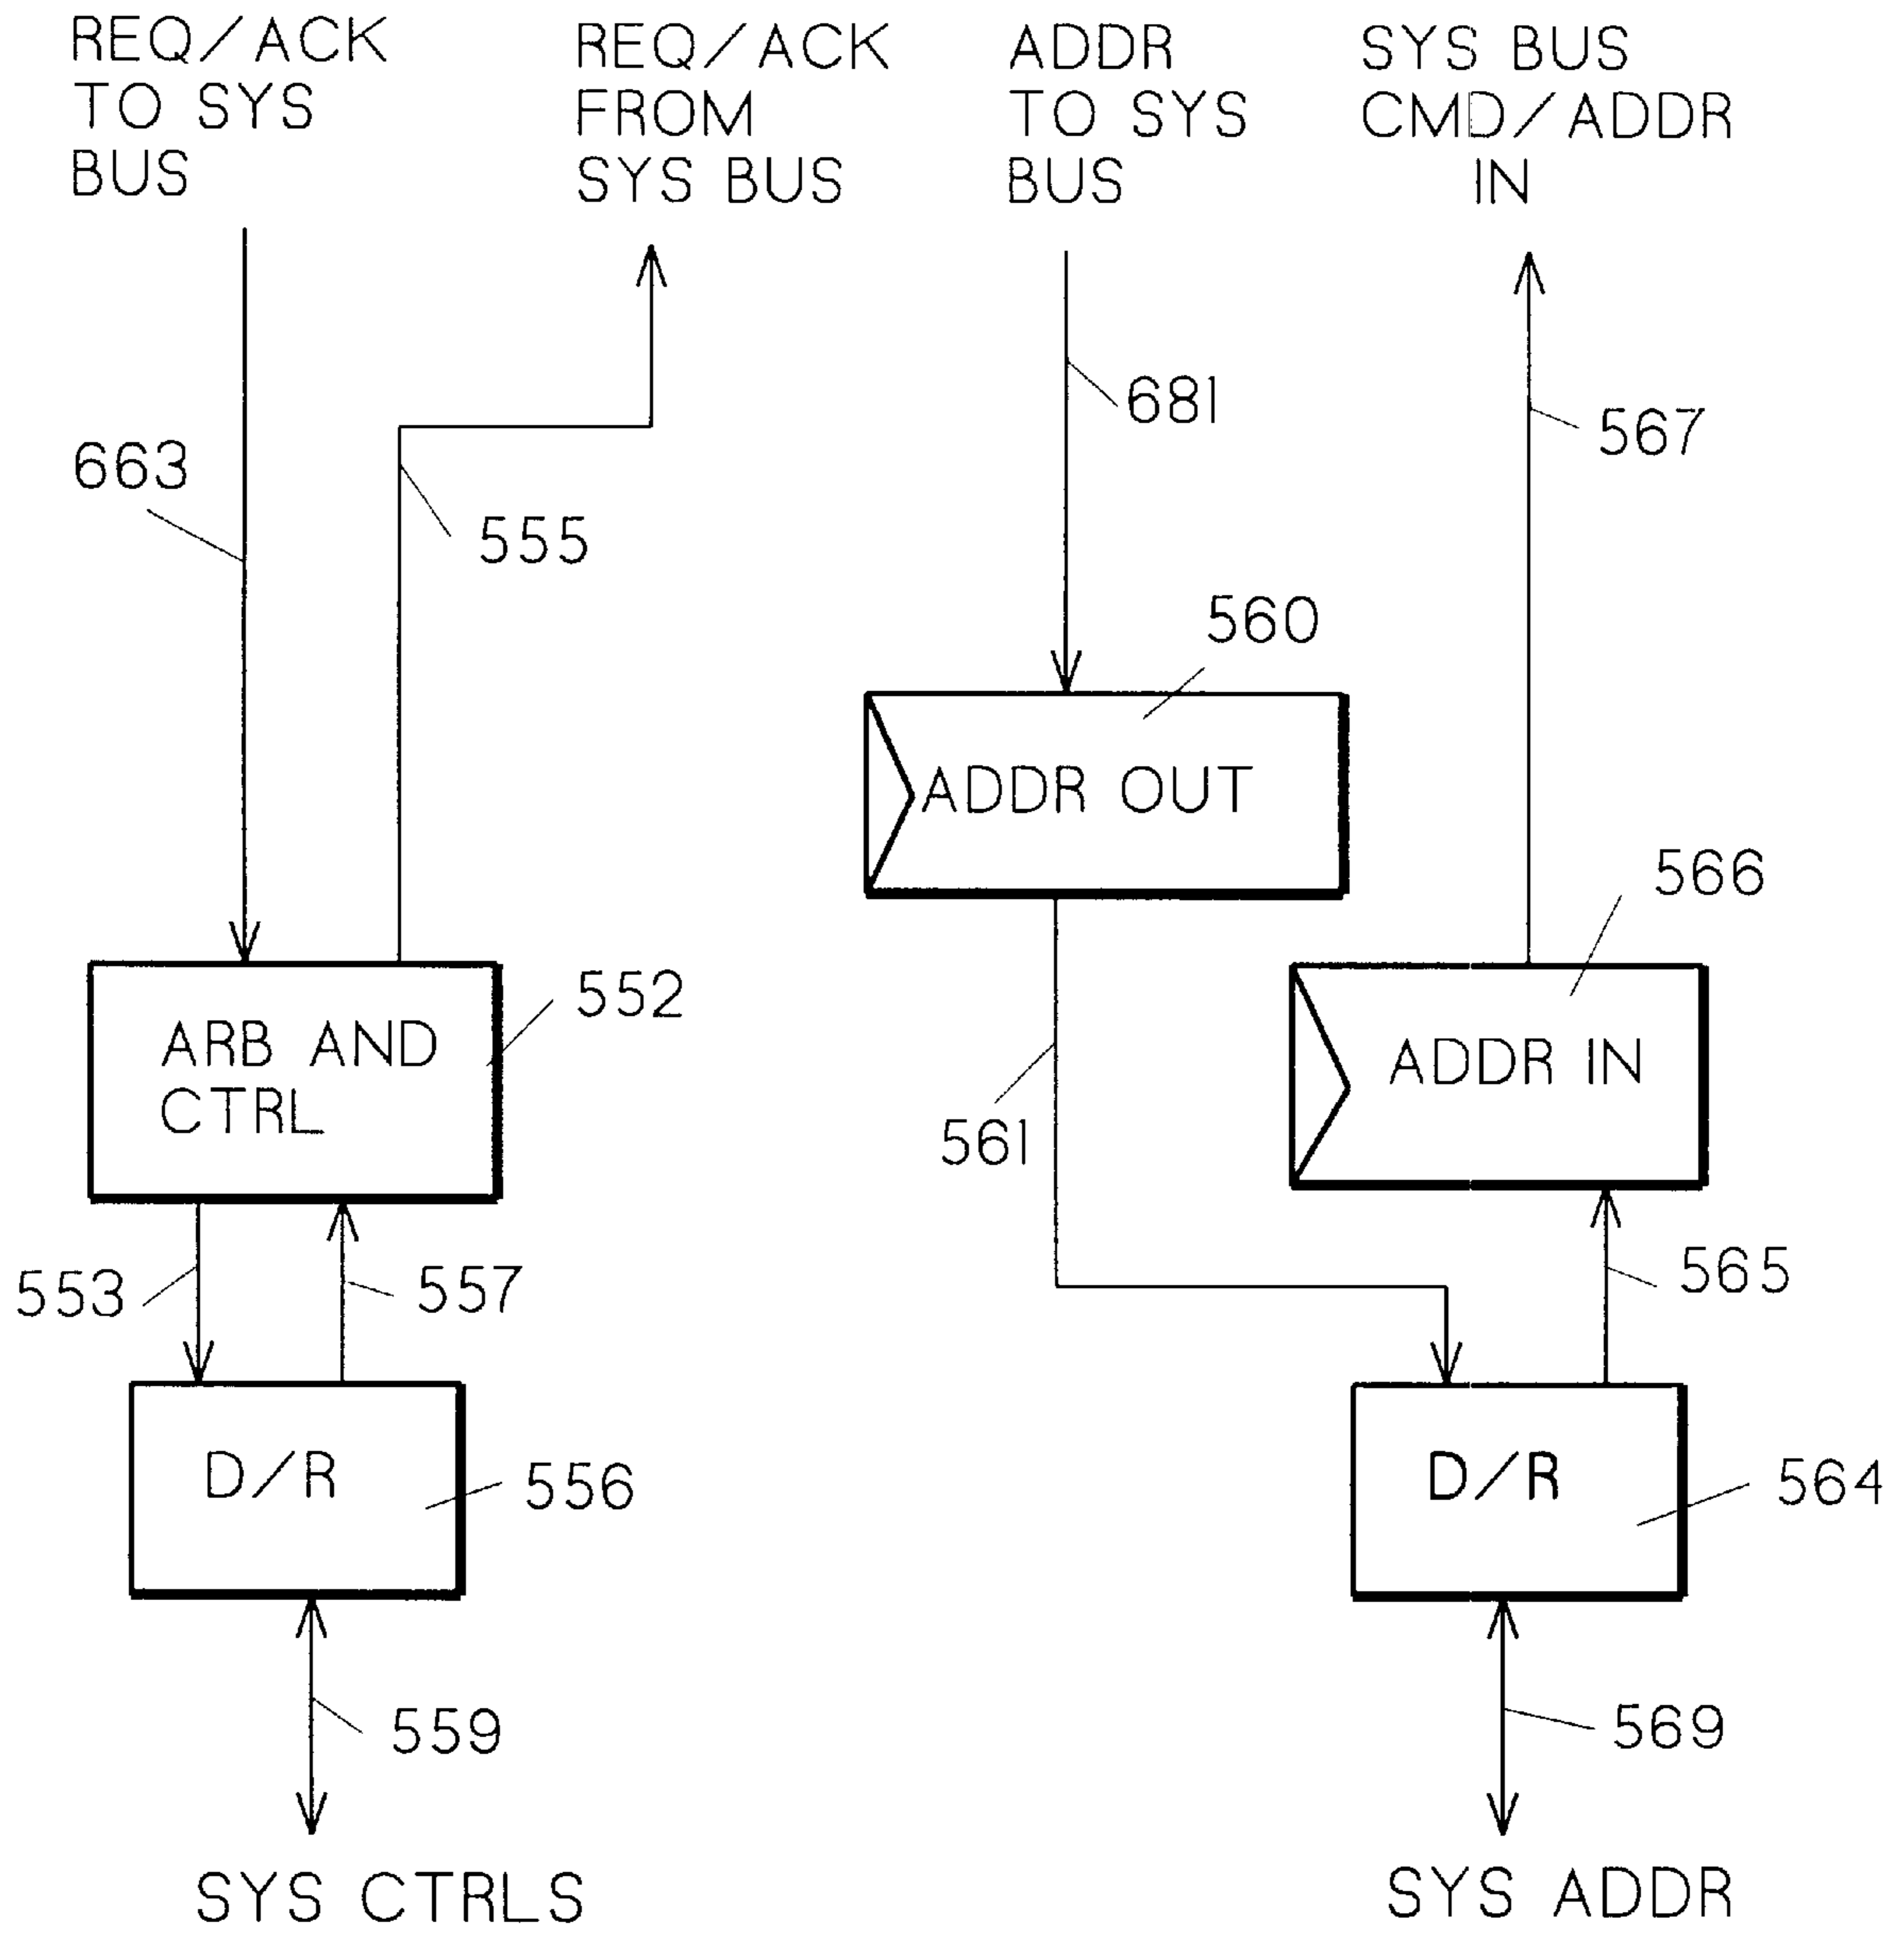 REQ/ACK
TO SYS
BUS
REQ/ACK
FROM
SYS BUS
ADDR
TO SYS
BUS
SYS BUS
CMD/ADDR
IN
663
555
681
567
560
ADDR OUT
566
552
ARB AND
CTRL
ADDR IN
561
553
557
565
D/R
556
D/R
564
559
569
SYS CTRLS
SYS ADDR